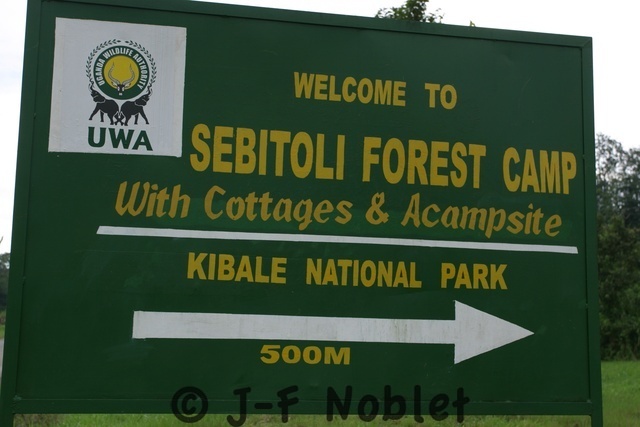 UGANDA WILDLIFE AUTHORITY
UWA
WELCOME TO
SEBITOLI FOREST CAMP
With Cottages & Acampsite
KIBALE NATIONAL PARK
500M
© J-F Noblet